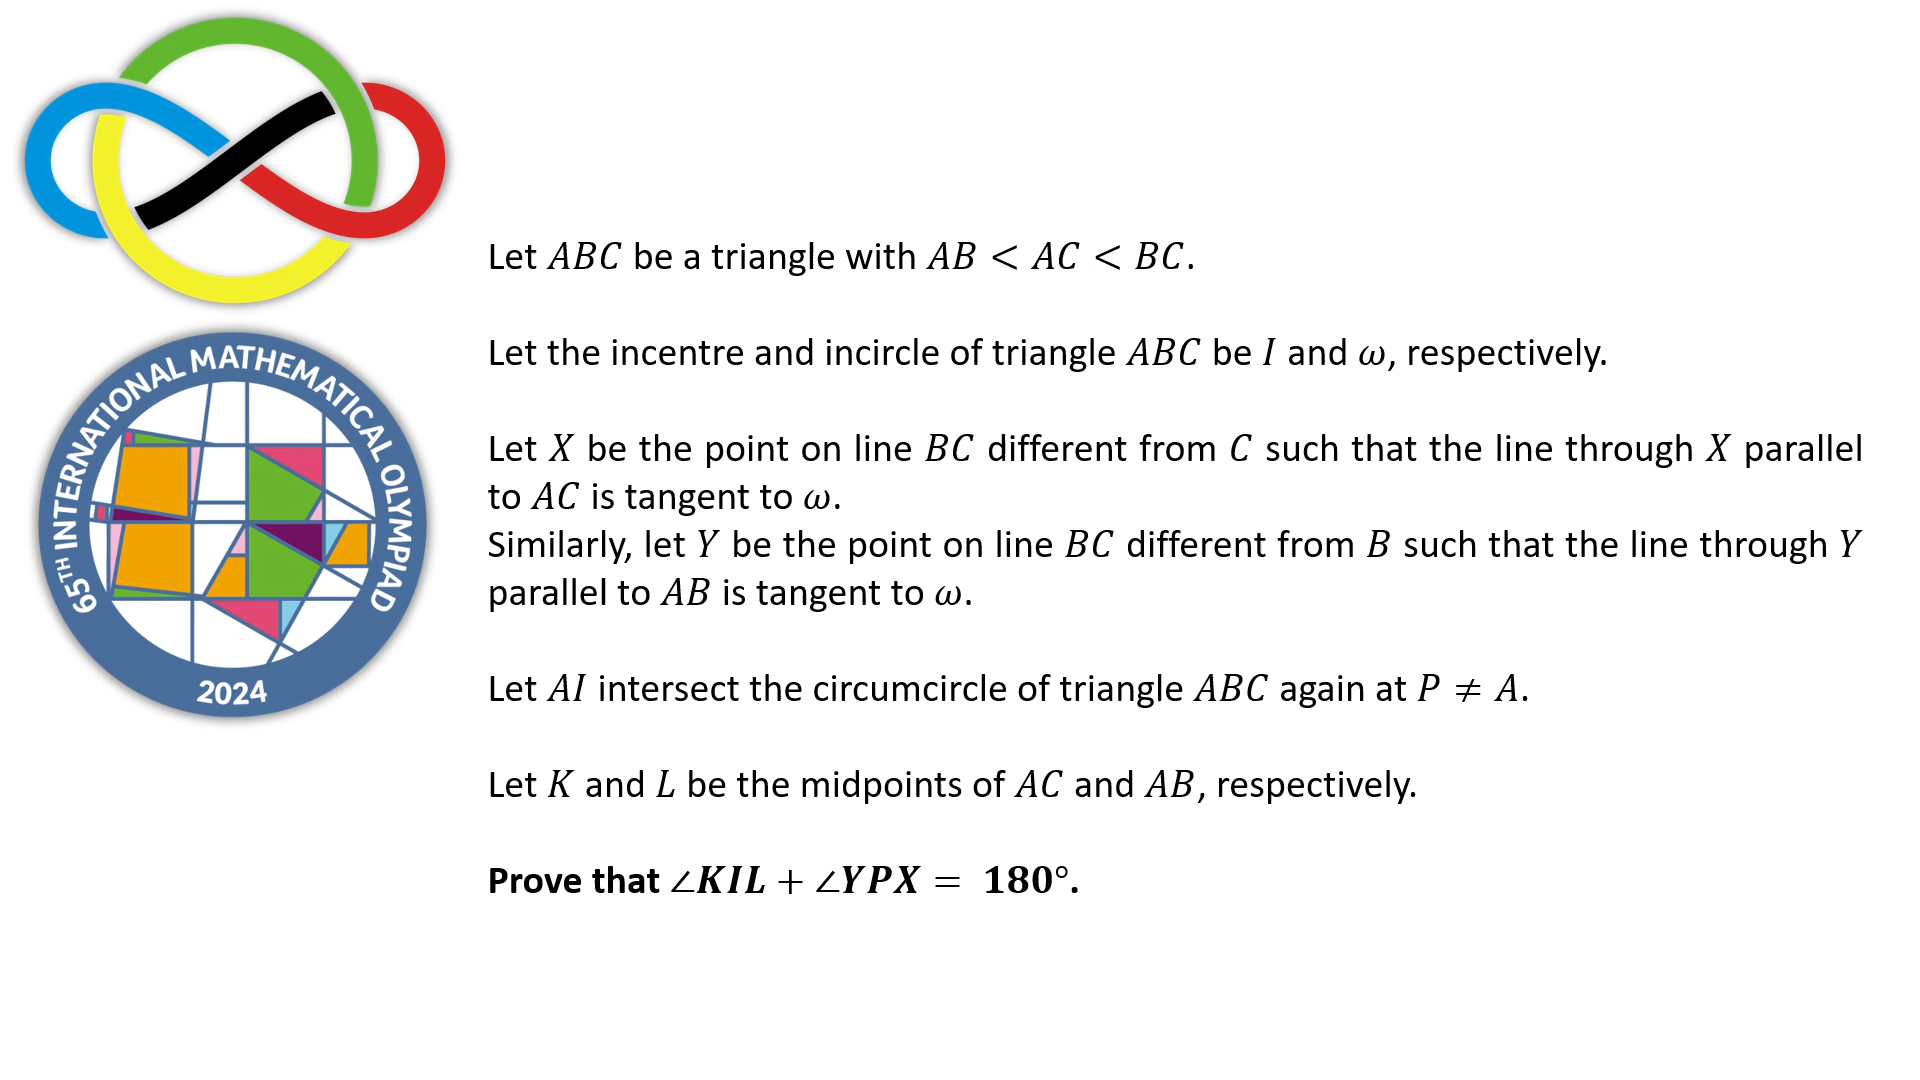 65TH INTERNATIONAL MATHEMATICAL OLYMPIAD
2024
Let ABC be a triangle with AB < AC < BC.
Let the incentre and incircle of triangle ABC be I and ω, respectively.
Let X be the point on line BC different from C such that the line through X parallel
to AC is tangent to ω.
Similarly, let Y be the point on line BC different from B such that the line through Y
parallel to AB is tangent to ω.
Let AI intersect the circumcircle of triangle ABC again at P ≠ A.
Let K and L be the midpoints of AC and AB, respectively.
Prove that ∠KIL + ∠YPX = 180°.